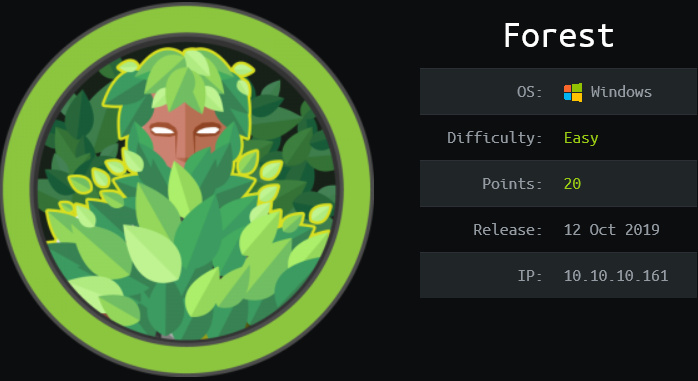 Forest
OS: Windows
Difficulty: Easy
Points: 20
Release: 12 Oct 2019
IP: 10.10.10.161